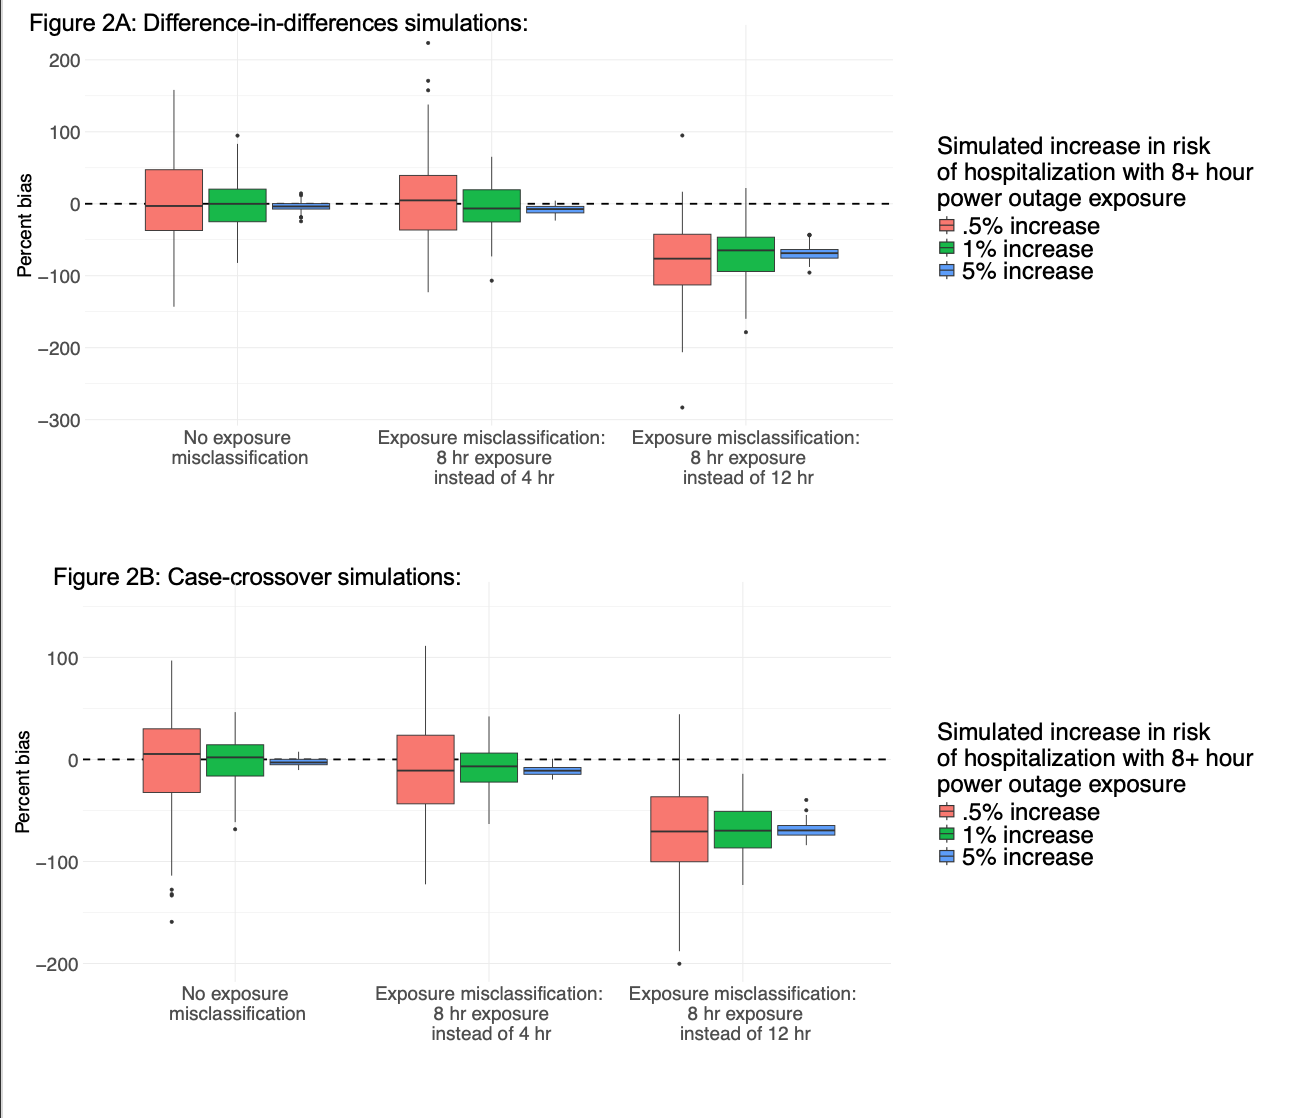 Figure 2A: Difference-in-differences simulations:
200
100
0
−100
−200
−300
Percent bias
No exposure
misclassification
Exposure misclassification:
8 hr exposure
instead of 4 hr
Exposure misclassification:
8 hr exposure
instead of 12 hr
Simulated increase in risk
of hospitalization with 8+ hour
power outage exposure
.5% increase
1% increase
5% increase
Figure 2B: Case-crossover simulations:
100
0
−100
−200
Percent bias
No exposure
misclassification
Exposure misclassification:
8 hr exposure
instead of 4 hr
Exposure misclassification:
8 hr exposure
instead of 12 hr
Simulated increase in risk
of hospitalization with 8+ hour
power outage exposure
.5% increase
1% increase
5% increase